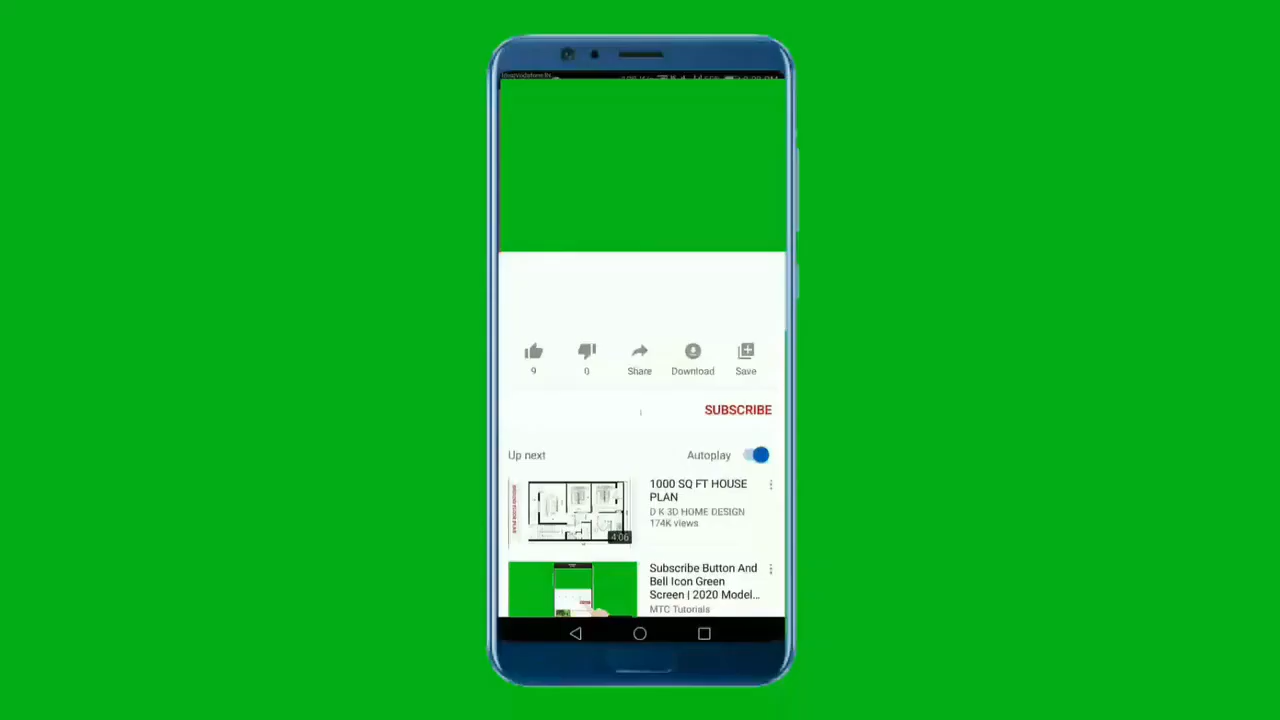 9
0
Share
Download
Save
SUBSCRIBE
Up next
Autoplay
1000 SQ FT HOUSE
PLAN
D K 3D HOME DESIGN
174K views
4:06
Subscribe Button And
Bell Icon Green
Screen | 2020 Model...
MTC Tutorials